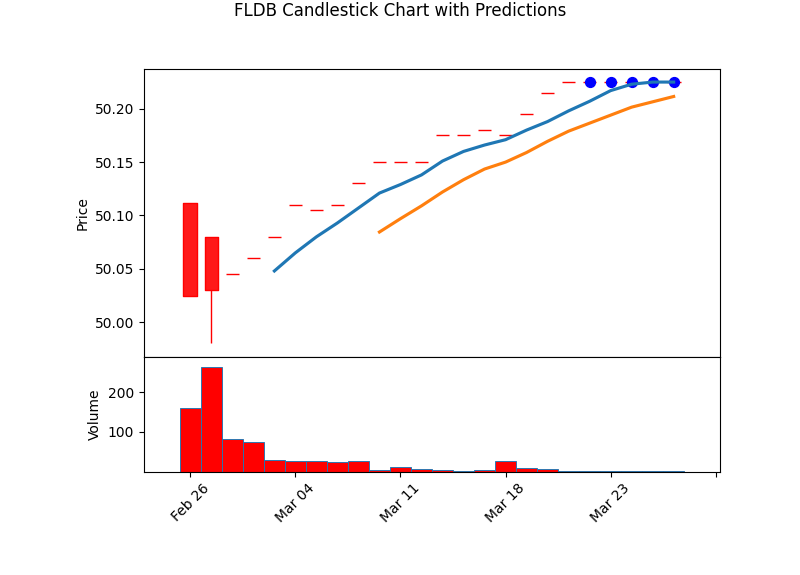 FLDB Candlestick Chart with Predictions
50.20
50.15
50.10
50.05
50.00
Price
200
100
Volume
Feb 26
Mar 04
Mar 11
Mar 18
Mar 23